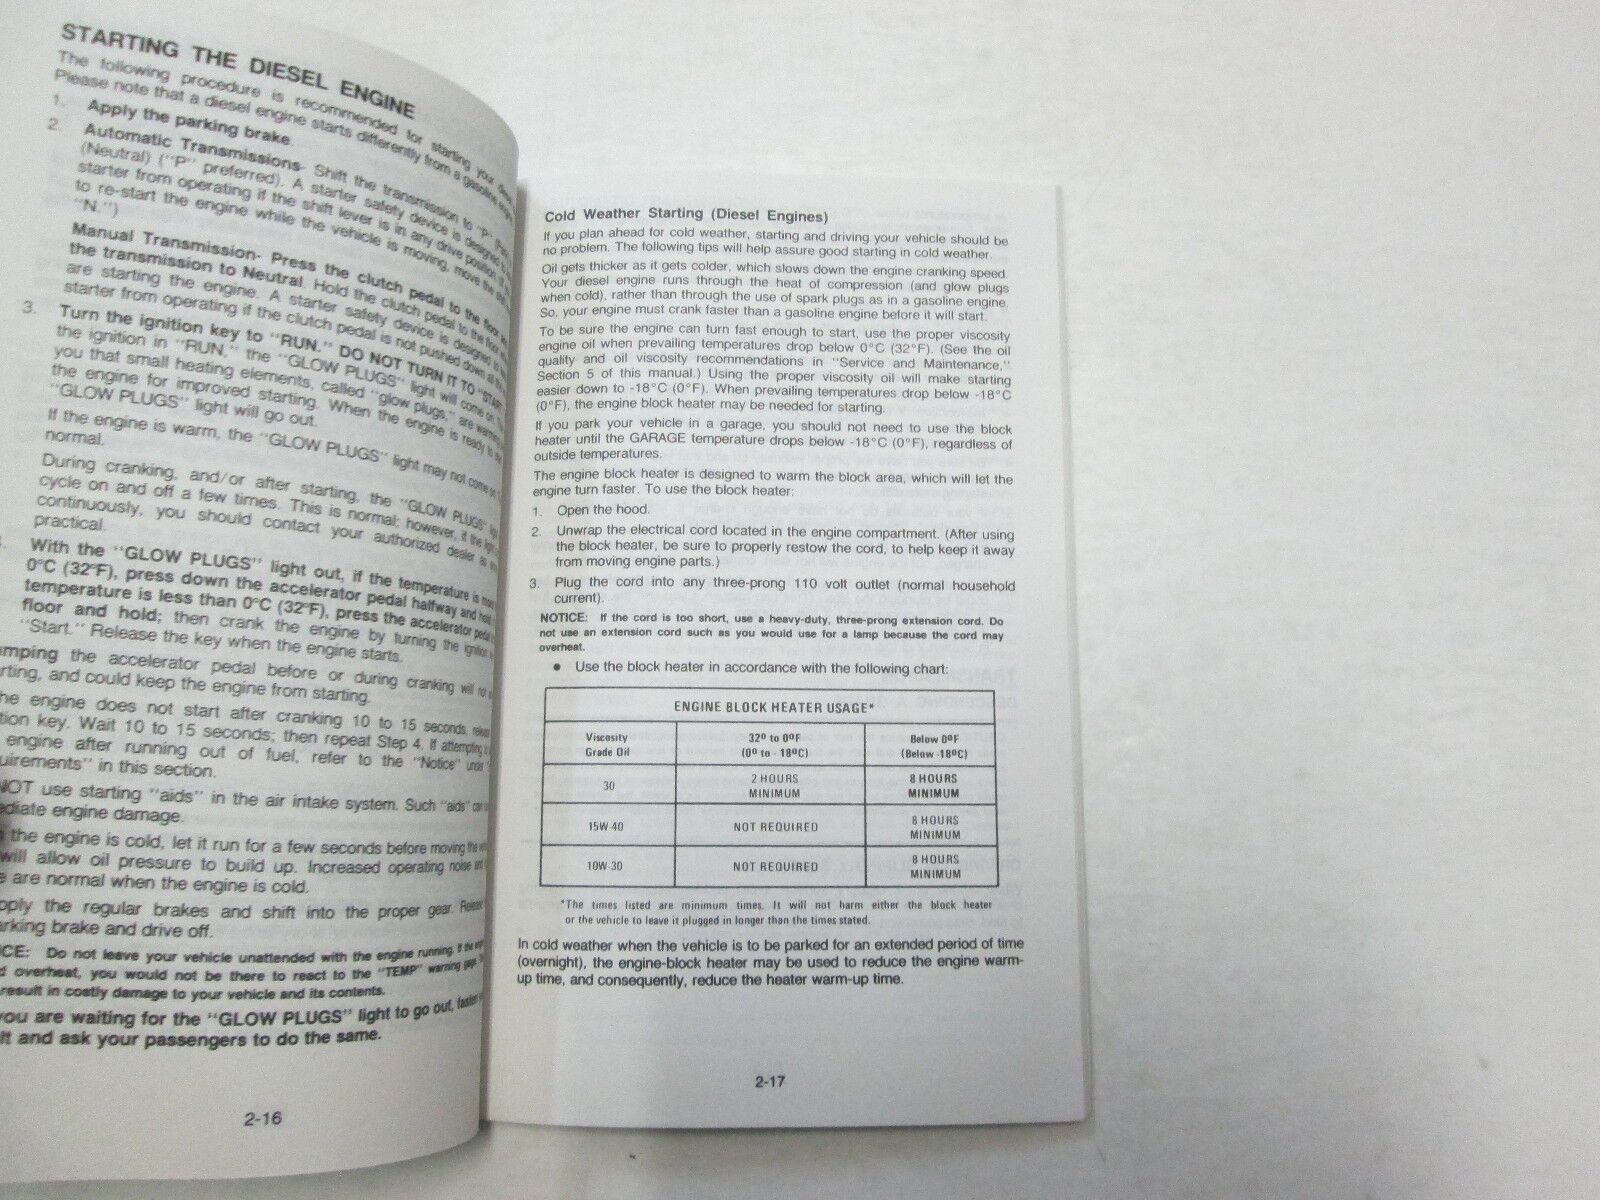 STARTING THE DIESEL ENGINE
The following procedure is recommended for starting your
Please note that a diesel engine starts differently from a gasoline
1. Apply the parking brake.
2. Automatic Transmissions- Shift the transmission to "P"
(Neutral) ("P" preferred). A starter safety device is designed to
starter from operating if the shift lever is in any drive position.
to re-start the engine while the vehicle is moving, move the
"N.")
Manual Transmission- Press the clutch pedal to the floor
the transmission to Neutral. Hold the clutch pedal to the floor
are starting the engine. A starter safety device is designed to
starter from operating if the clutch pedal is not pushed down all
3. Turn the ignition key to "RUN." DO NOT TURN IT TO "START."
the ignition in "RUN," the "GLOW PLUGS" light will come on.
you that small heating elements, called "glow plugs," are warming
the engine for improved starting. When the engine is ready to
"GLOW PLUGS" light will go out.
If the engine is warm, the "GLOW PLUGS" light may not come on
normal.
During cranking, and/or after starting, the "GLOW PLUGS"
cycle on and off a few times. This is normal; however, if the
continuously, you should contact your authorized dealer as
practical.
With the "GLOW PLUGS" light out, if the temperature is
0°C (32°F), press down the accelerator pedal halfway and
temperature is less than 0°C (32°F), press the accelerator pedal
floor and hold; then crank the engine by turning the ignition
"Start." Release the key when the engine starts.
mping the accelerator pedal before or during cranking will not
rting, and could keep the engine from starting.
he engine does not start after cranking 10 to 15 seconds,
tion key. Wait 10 to 15 seconds; then repeat Step 4. If attempting
engine after running out of fuel, refer to the "Notice" under
uirements" in this section.
NOT use starting "aids" in the air intake system. Such "aids"
ediate engine damage.
the engine is cold, let it run for a few seconds before moving the
will allow oil pressure to build up. Increased operating noise
e are normal when the engine is cold.
pply the regular brakes and shift into the proper gear.
arking brake and drive off.
ICE: Do not leave your vehicle unattended with the engine running.
d overheat, you would not be there to react to the "TEMP" warning
result in costly damage to your vehicle and its contents.
you are waiting for the "GLOW PLUGS" light to go out,
lt and ask your passengers to do the same.
2-16
Cold Weather Starting (Diesel Engines)
If you plan ahead for cold weather, starting and driving your vehicle should be
no problem. The following tips will help assure good starting in cold weather.
Oil gets thicker as it gets colder, which slows down the engine cranking speed.
Your diesel engine runs through the heat of compression (and glow plugs
when cold), rather than through the use of spark plugs as in a gasoline engine.
So, your engine must crank faster than a gasoline engine before it will start.
To be sure the engine can turn fast enough to start, use the proper viscosity
engine oil when prevailing temperatures drop below 0°C (32°F). (See the oil
quality and oil viscosity recommendations in "Service and Maintenance,"
Section 5 of this manual.) Using the proper viscosity oil will make starting
easier down to -18°C (0°F). When prevailing temperatures drop below -18°C
(0°F), the engine block heater may be needed for starting.
If you park your vehicle in a garage, you should not need to use the block
heater until the GARAGE temperature drops below -18°C (0°F), regardless of
outside temperatures.
The engine block heater is designed to warm the block area, which will let the
engine turn faster. To use the block heater:
1. Open the hood.
2. Unwrap the electrical cord located in the engine compartment. (After using
the block heater, be sure to properly restow the cord, to help keep it away
from moving engine parts.)
3. Plug the cord into any three-prong 110 volt outlet (normal household
current).
NOTICE: If the cord is too short, use a heavy-duty, three-prong extension cord. Do
not use an extension cord such as you would use for a lamp because the cord may
overheat.
• Use the block heater in accordance with the following chart:
ENGINE BLOCK HEATER USAGE*
Viscosity
Grade Oil
32º to 0ºF
(0º to - 18ºC)
Below 0ºF
(Below -18ºC)
30
2 HOURS
MINIMUM
8 HOURS
MINIMUM
15W-40
NOT REQUIRED
8 HOURS
MINIMUM
10W-30
NOT REQUIRED
8 HOURS
MINIMUM
*The times listed are minimum times. It will not harm either the block heater
or the vehicle to leave it plugged in longer than the times stated.
In cold weather when the vehicle is to be parked for an extended period of time
(overnight), the engine-block heater may be used to reduce the engine warm-
up time, and consequently, reduce the heater warm-up time.
2-17